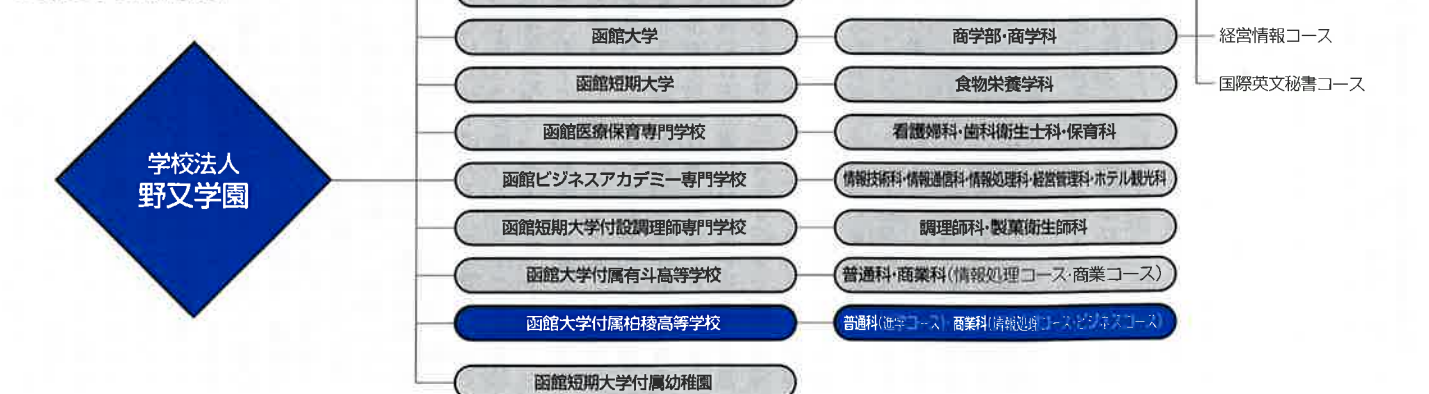 函館大学 商学部・商学科 経営情報コース
函館短期大学 食物栄養学科 国際英文秘書コース
函館医療保育専門学校 看護婦科・歯科衛生士科・保育科
学校法人
野又学園
函館ビジネスアカデミー専門学校 情報技術科・情報通信科・情報処理科・経営管理科・ホテル観光科
函館短期大学付設調理師専門学校 調理師科・製菓衛生師科
函館大学付属有斗高等学校 普通科・商業科(情報処理コース・商業コース)
函館大学付属柏稜高等学校 普通科(進学コース)・商業科(情報処理コース・ビジネスコース)
函館短期大学付属幼稚園